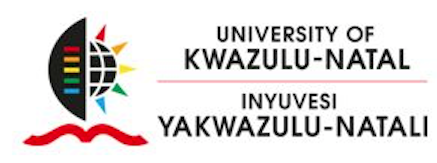 UNIVERSITY OF
KWAZULU-NATAL
INYUVESI
YAKWAZULU-NATALI